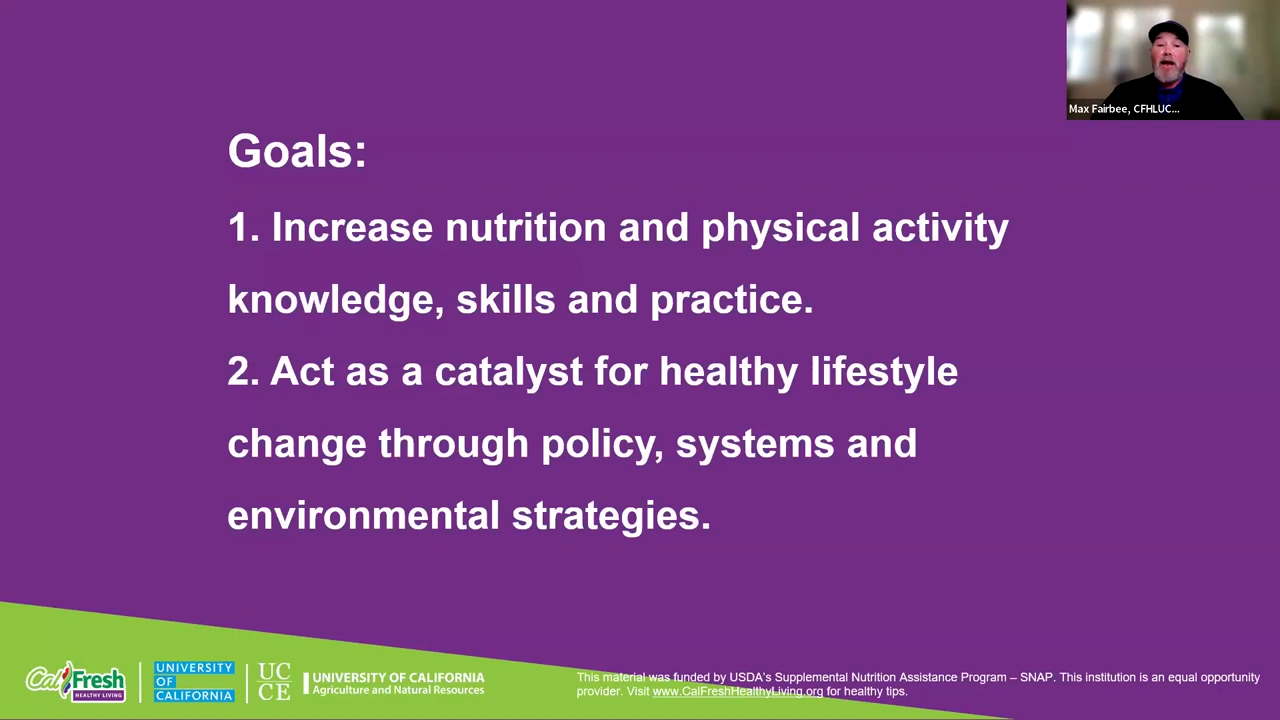 Max Fairbee, CFHLUC...
Goals:
1. Increase nutrition and physical activity
knowledge, skills and practice.
2. Act as a catalyst for healthy lifestyle
change through policy, systems and
environmental strategies.
CalFresh
HEALTHY LIVING
UNIVERSITY
OF
CALIFORNIA
UC
CE
UNIVERSITY OF CALIFORNIA
Agriculture and Natural Resources
This material was funded by USDA's Supplemental Nutrition Assistance Program – SNAP. This institution is an equal opportunity
provider. Visit www.CalFreshHealthyLiving.org for healthy tips.